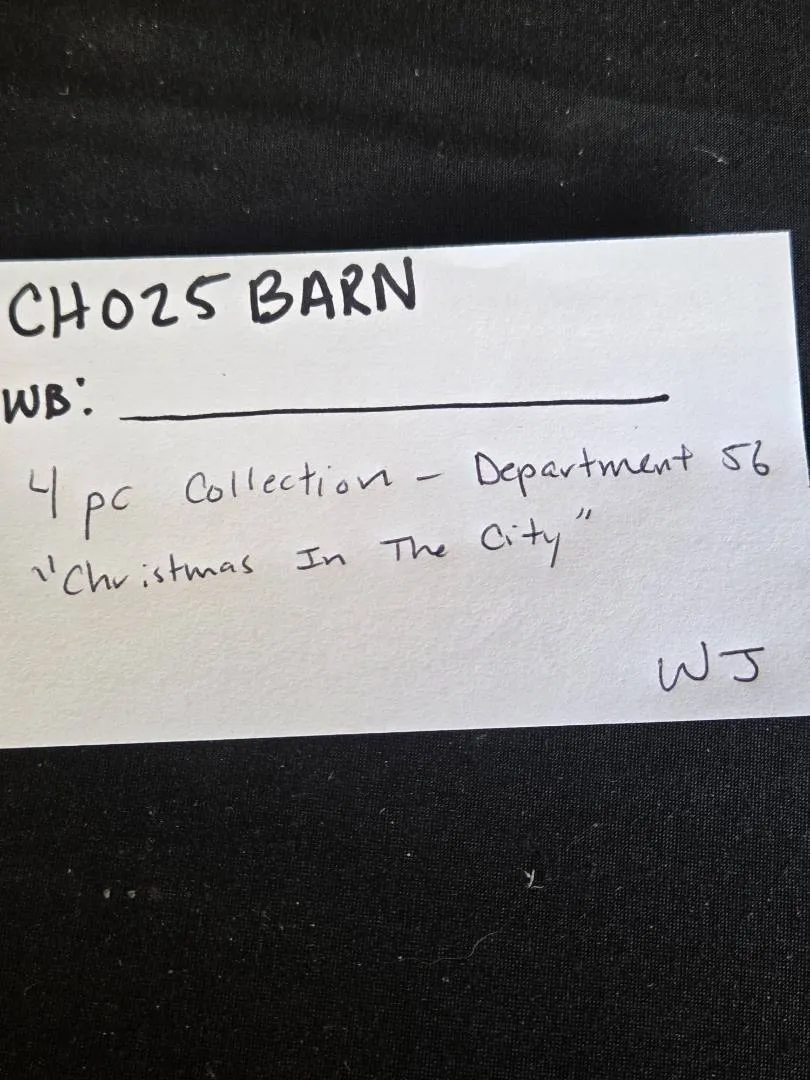 CH025 BARN
WB:
4 pc Collection - Department 56
"Christmas In The City"
WJ